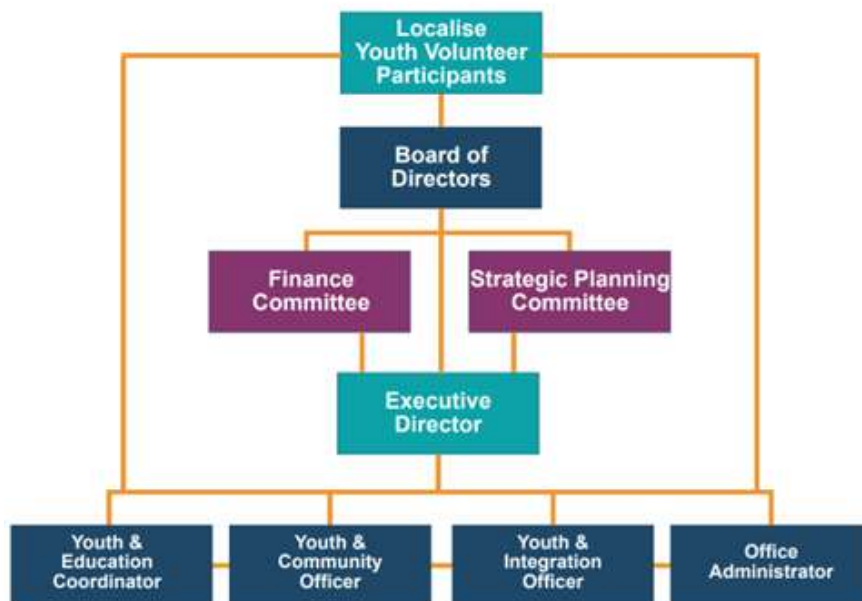 Localise
Youth Volunteer
Participants
Board of
Directors
Finance
Committee
Strategic Planning
Committee
Executive
Director
Youth &
Education
Coordinator
Youth &
Community
Officer
Youth &
Integration
Officer
Office
Administrator